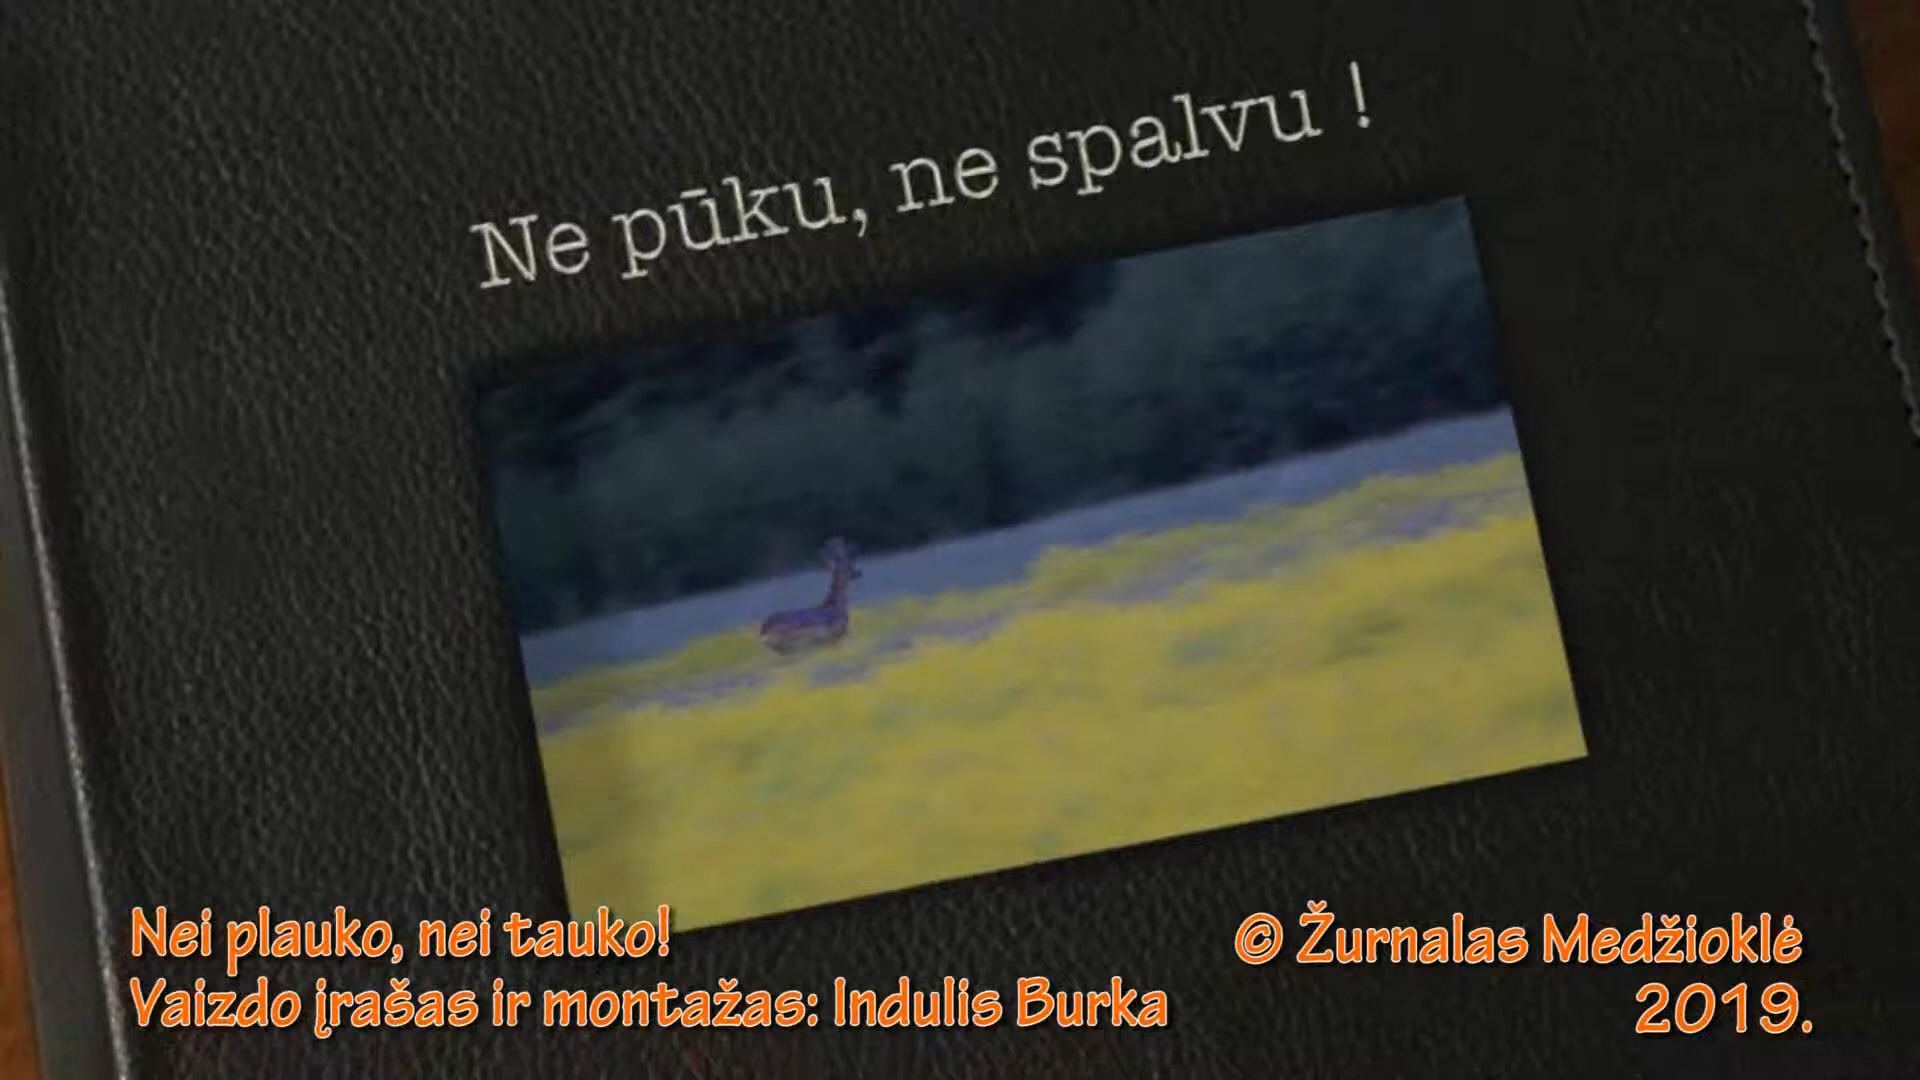 Ne pūku, ne spalvu !
Nei plauko, nei tauko!
Vaizdo įrašas ir montažas: Indulis Burka
© Žurnalas Medžioklė
2019.